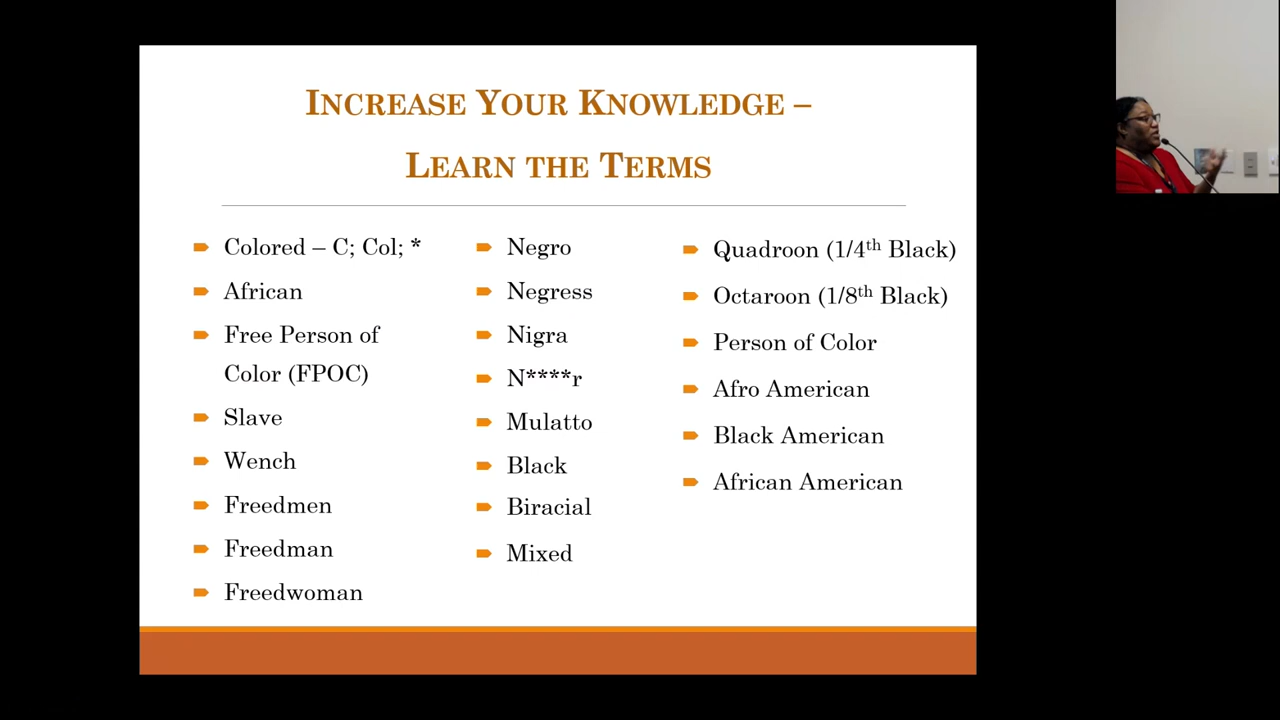 Increase Your Knowledge –
Learn the Terms
Colored – C; Col; *
African
Free Person of
Color (FPOC)
Slave
Wench
Freedmen
Freedman
Freedwoman
Negro
Negress
Nigra
N****r
Mulatto
Black
Biracial
Mixed
Quadroon (1/4th Black)
Octaroon (1/8th Black)
Person of Color
Afro American
Black American
African American